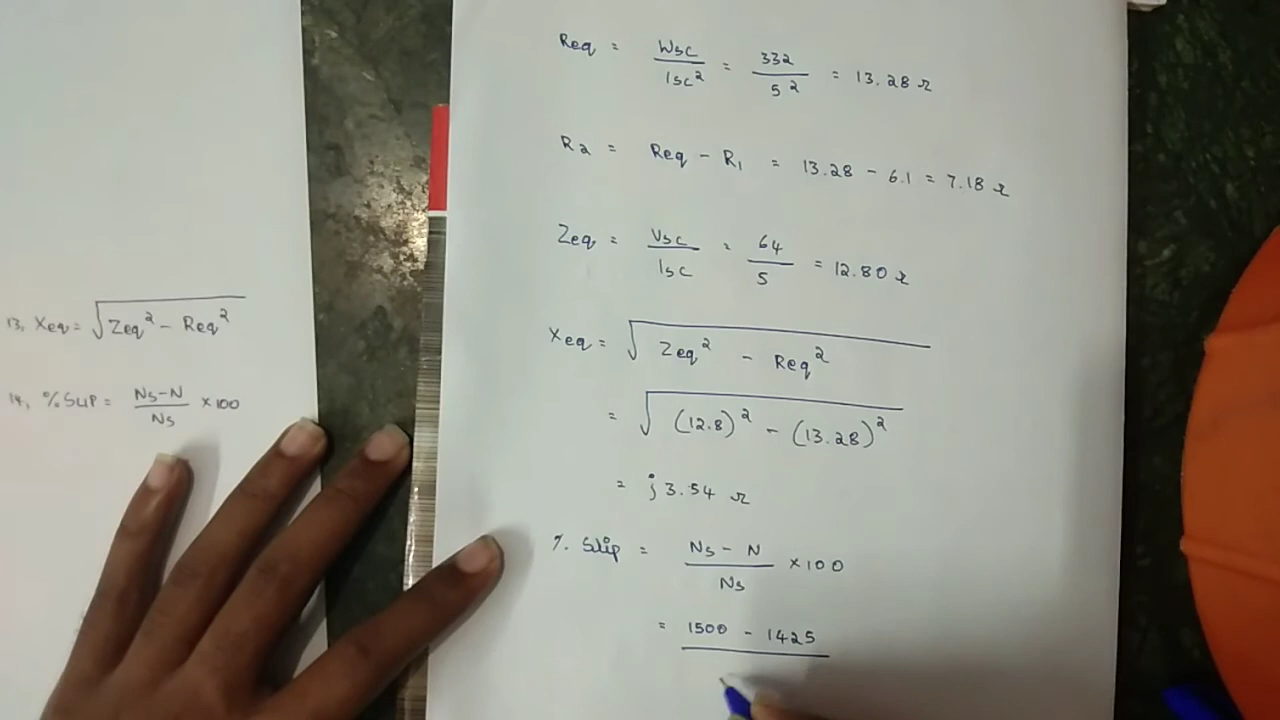 13, Xeq = √Zeq² - Req²
14, % Slip = Ns-N/Ns ×100
Req = Wsc/Isc² = 332/5² = 13.28 Ω
R2 = Req - R1 = 13.28 - 6.1 = 7.18 Ω
Zeq = Vsc/Isc = 64/5 = 12.80 Ω
Xeq = √Zeq² - Req²
= √(12.8)² - (13.28)²
= j3.54 Ω
% Slip = Ns - N/Ns ×100
= 1500 - 1425